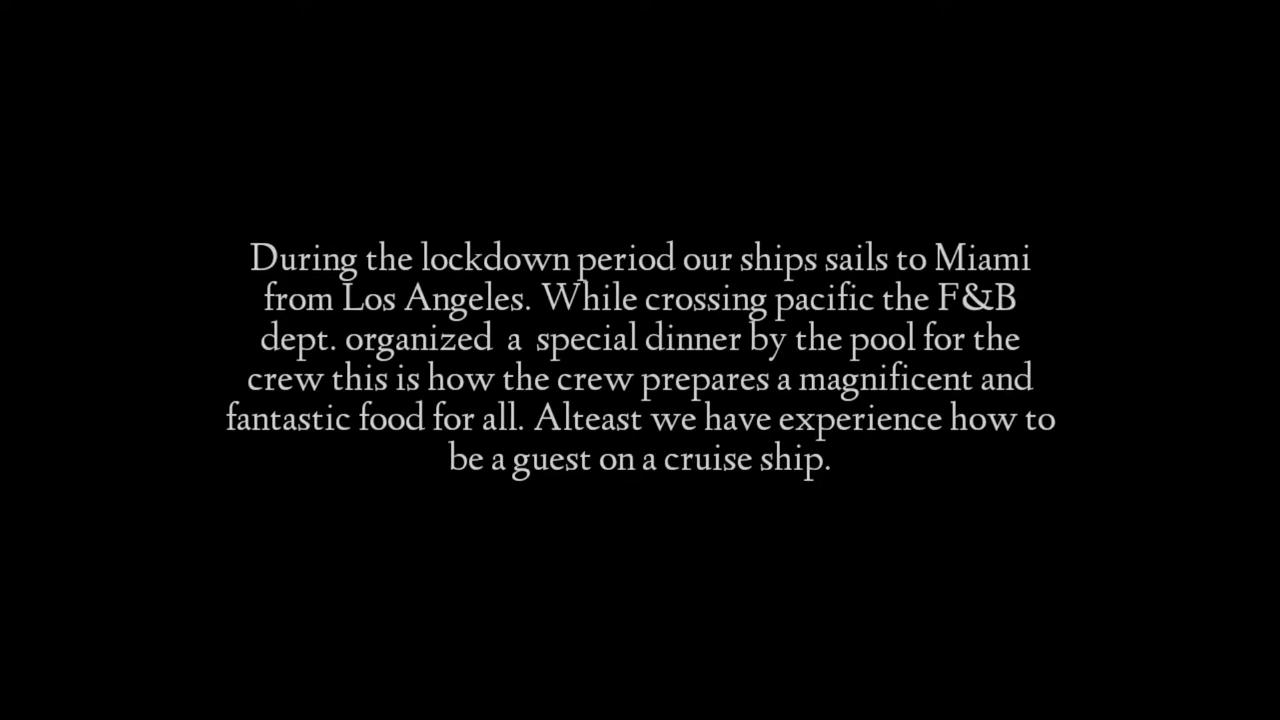 During the lockdown period our ships sails to Miami
from Los Angeles. While crossing pacific the F&B
dept. organized a special dinner by the pool for the
crew this is how the crew prepares a magnificent and
fantastic food for all. Alteast we have experience how to
be a guest on a cruise ship.